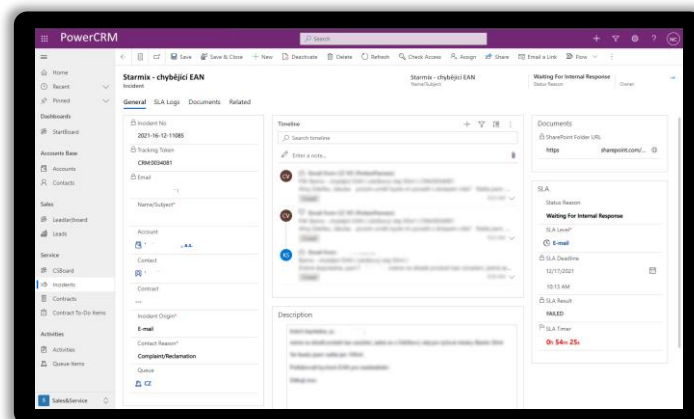 PowerCRM
Search
NC
Save
Save & Close
New
Deactivate
Delete
Refresh
Check Access
Assign
Share
Email a Link
Flow
Home
Recent
Pinned
Dashboards
StartBoard
Accounts Base
Accounts
Contacts
Sales
Leaderboard
Leads
Service
CSBoard
Incidents
Contracts
Contract To-Do Items
Activities
Activities
Queue Items
S Sales&Service
Starmix - chybějící EAN
Incident
Starmix - chybějící EAN
Name/Subject
Waiting For Internal Response
Status Reason
Owner
General SLA Logs Documents Related
Incident No
2021-16-12-11085
Tracking Token
CRM:0034081
Email
Name/Subject*
Account
Contact
Contract
---
Incident Origin*
E-mail
Contact Reason*
Complaint/Reclamation
Queue
CZ
Timeline
Search timeline
Enter a note...
CV
CV
KS
Description
Documents
SharePoint Folder URL
https sharepoint.com/...
SLA
Status Reason
Waiting For Internal Response
SLA Level*
E-mail
SLA Deadline
12/17/2021
10:13 AM
SLA Result
FAILED
SLA Timer
0h 54m 25s